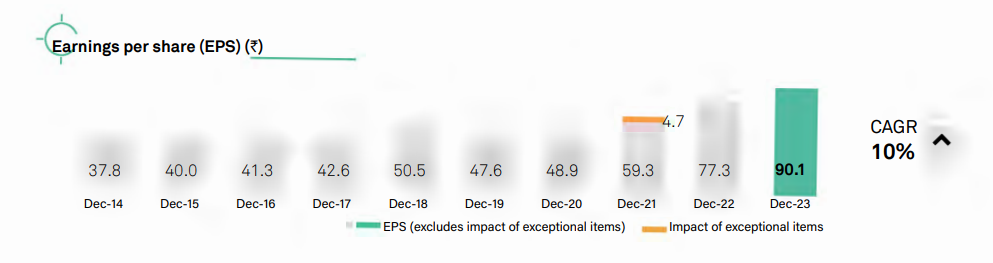 Earnings per share (EPS) (₹)
4.7
CAGR
10%
37.8 40.0 41.3 42.6 50.5 47.6 48.9 59.3 77.3 90.1
Dec-14 Dec-15 Dec-16 Dec-17 Dec-18 Dec-19 Dec-20 Dec-21 Dec-22 Dec-23
EPS (excludes impact of exceptional items) Impact of exceptional items